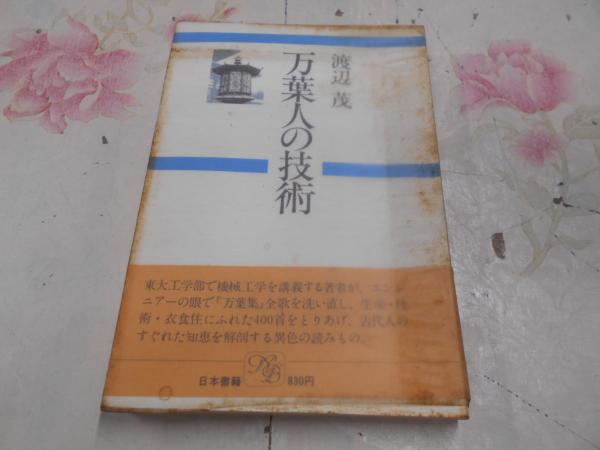 万葉人の技術
渡辺 茂
東大工学部で機械工学を講義する著者が、エンジ
ニアーの眼で『万葉集』全歌を洗い直し、生産・技
術・衣食住にふれた400首をとりあげ、古代人の
すぐれた知恵を解剖する異色の読みもの。
日本書籍
830円